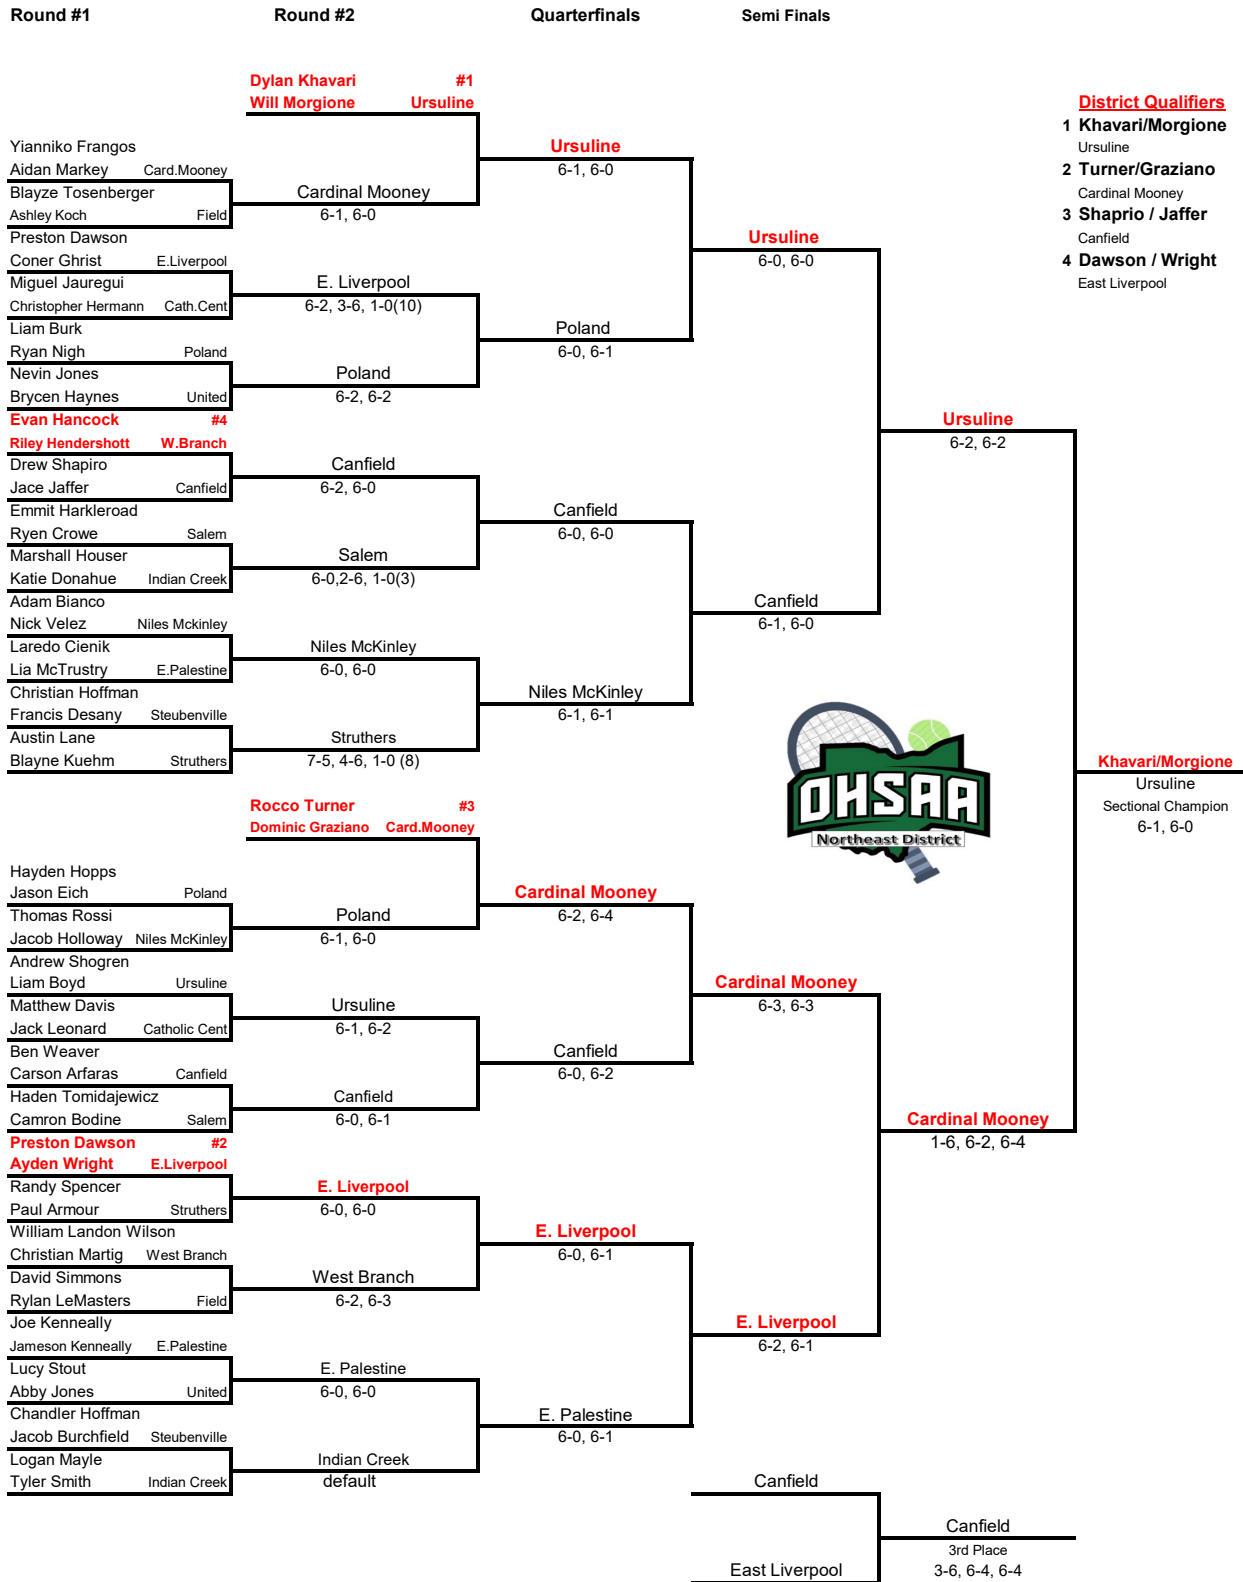 Round #1 Round #2 Quarterfinals Semi Finals
Dylan Khavari #1
Will Morgione Ursuline
District Qualifiers
1 Khavari/Morgione
Ursuline
2 Turner/Graziano
Cardinal Mooney
3 Shaprio / Jaffer
Canfield
4 Dawson / Wright
East Liverpool
Yianniko Frangos
Aidan Markey Card.Mooney
Blayze Tosenberger
Ashley Koch Field
Preston Dawson
Coner Ghrist E.Liverpool
Miguel Jauregui
Christopher Hermann Cath.Cent
Liam Burk
Ryan Nigh Poland
Nevin Jones
Brycen Haynes United
Evan Hancock #4
Riley Hendershott W.Branch
Drew Shapiro
Jace Jaffer Canfield
Emmit Harkleroad
Ryen Crowe Salem
Marshall Houser
Katie Donahue Indian Creek
Adam Bianco
Nick Velez Niles Mckinley
Laredo Cienik
Lia McTrustry E.Palestine
Christian Hoffman
Francis Desany Steubenville
Austin Lane
Blayne Kuehm Struthers
Cardinal Mooney
6-1, 6-0
E. Liverpool
6-2, 3-6, 1-0(10)
Poland
6-2, 6-2
Canfield
6-2, 6-0
Salem
6-0,2-6, 1-0(3)
Niles McKinley
6-0, 6-0
Struthers
7-5, 4-6, 1-0 (8)
Ursuline
6-1, 6-0
Poland
6-0, 6-1
Canfield
6-0, 6-0
Niles McKinley
6-1, 6-1
Ursuline
6-0, 6-0
Canfield
6-1, 6-0
Ursuline
6-2, 6-2
OHSAA
Northeast District
Khavari/Morgione
Ursuline
Sectional Champion
6-1, 6-0
Rocco Turner #3
Dominic Graziano Card.Mooney
Hayden Hopps
Jason Eich Poland
Thomas Rossi
Jacob Holloway Niles McKinley
Andrew Shogren
Liam Boyd Ursuline
Matthew Davis
Jack Leonard Catholic Cent
Ben Weaver
Carson Arfaras Canfield
Haden Tomidajewicz
Camron Bodine Salem
Preston Dawson #2
Ayden Wright E.Liverpool
Randy Spencer
Paul Armour Struthers
William Landon Wilson
Christian Martig West Branch
David Simmons
Rylan LeMasters Field
Joe Kenneally
Jameson Kenneally E.Palestine
Lucy Stout
Abby Jones United
Chandler Hoffman
Jacob Burchfield Steubenville
Logan Mayle
Tyler Smith Indian Creek
Poland
6-1, 6-0
Ursuline
6-1, 6-2
Canfield
6-0, 6-1
E. Liverpool
6-0, 6-0
West Branch
6-2, 6-3
E. Palestine
6-0, 6-0
Indian Creek
default
Cardinal Mooney
6-2, 6-4
Canfield
6-0, 6-2
E. Liverpool
6-0, 6-1
E. Palestine
6-0, 6-1
Cardinal Mooney
6-3, 6-3
E. Liverpool
6-2, 6-1
Cardinal Mooney
1-6, 6-2, 6-4
Canfield
East Liverpool
Canfield
3rd Place
3-6, 6-4, 6-4